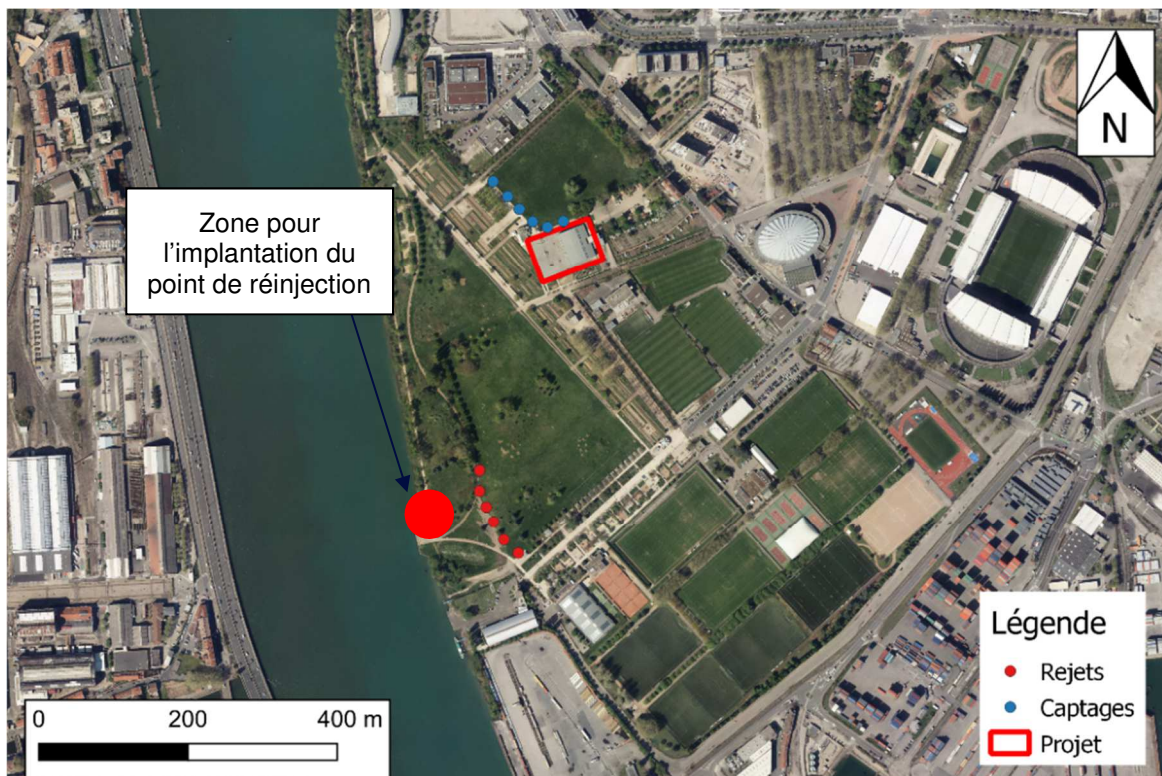 N
Zone pour
l'implantation du
point de réinjection
Légende
Rejets
Captages
Projet
0 200 400 m